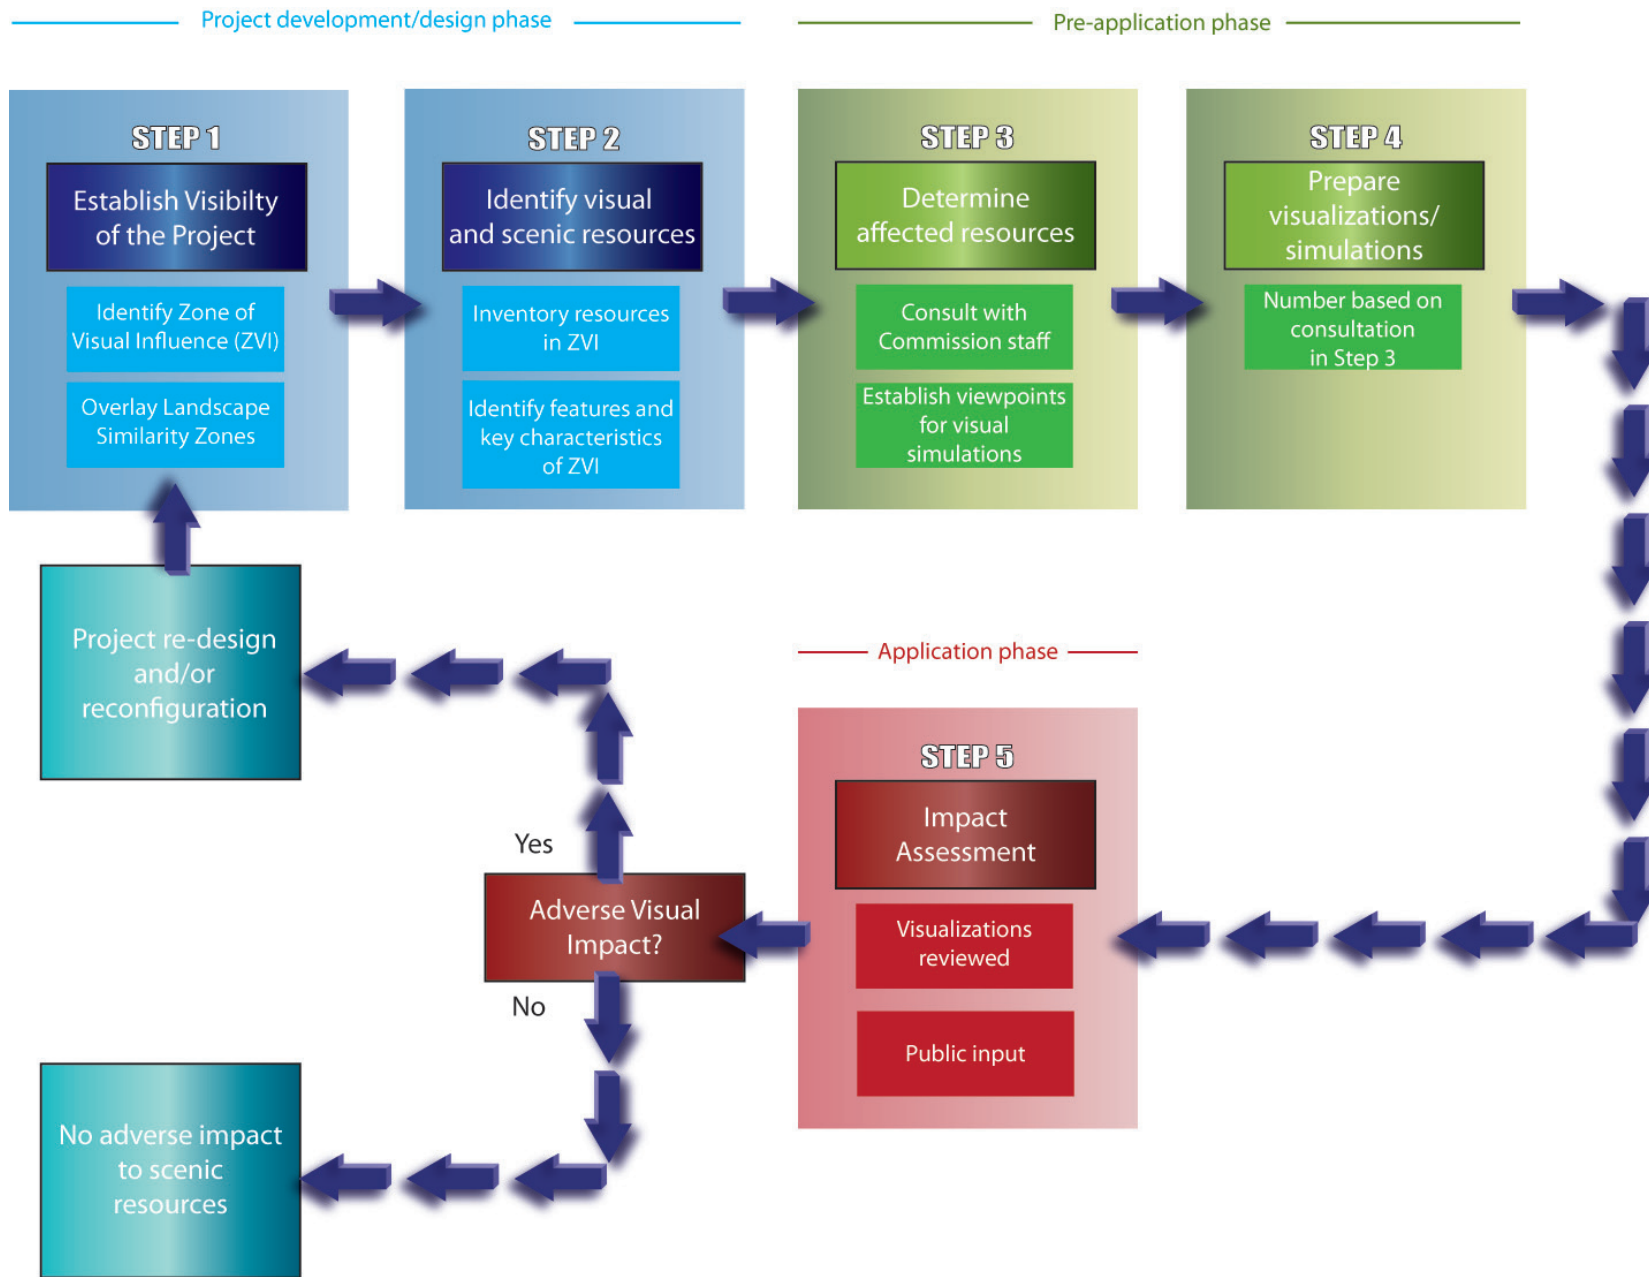 Project development/design phase
Pre-application phase
STEP 1
Establish Visibilty
of the Project
Identify Zone of
Visual Influence (ZVI)
Overlay Landscape
Similarity Zones
STEP 2
Identify visual
and scenic resources
Inventory resources
in ZVI
Identify features and
key characteristics
of ZVI
STEP 3
Determine
affected resources
Consult with
Commission staff
Establish viewpoints
for visual
simulations
STEP 4
Prepare
visualizations/
simulations
Number based on
consultation
in Step 3
Project re-design
and/or
reconfiguration
Application phase
STEP 5
Impact
Assessment
Visualizations
reviewed
Public input
Yes
Adverse Visual
Impact?
No
No adverse impact
to scenic
resources